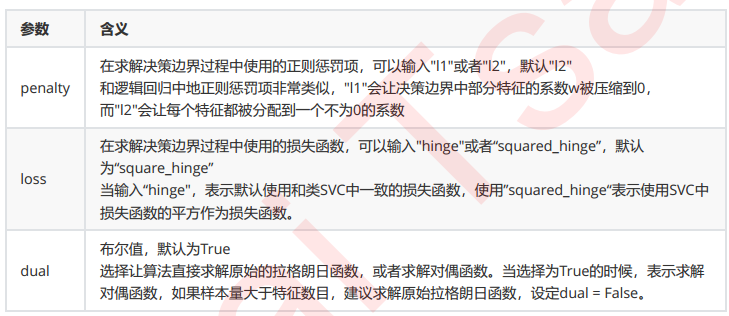 参数 含义
在求解决策边界过程中使用的正则惩罚项，可以输入"l1"或者"l2"，默认"l2"
penalty 和逻辑回归中地正则惩罚项非常类似，"l1"会让决策边界中部分特征的系数w被压缩到0，
而"l2"会让每个特征都被分配到一个不为0的系数
在求解决策边界过程中使用的损失函数，可以输入"hinge"或者“squared_hinge”，默认
为“square_hinge”
loss 当输入“hinge"，表示默认使用和类SVC中一致的损失函数，使用”squared_hinge“表示使用SVC中
损失函数的平方作为损失函数。
布尔值，默认为True
dual 选择让算法直接求解原始的拉格朗日函数，或者求解对偶函数。当选择为True的时候，表示求解
对偶函数，如果样本量大于特征数目，建议求解原始拉格朗日函数，设定dual = False。